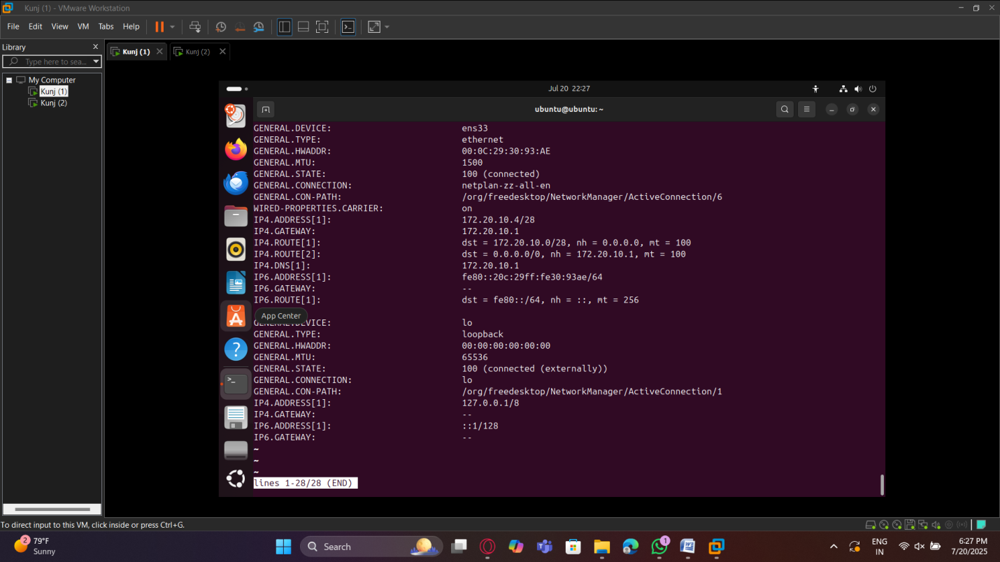 Kunj (1) - VMware Workstation
File Edit View VM Tabs Help
Library
Type here to sea...
My Computer
Kunj (1)
Kunj (2)
Kunj (1) Kunj (2)
Jul 20 22:27
ubuntu@ubuntu: ~
GENERAL.DEVICE: ens33
GENERAL.TYPE: ethernet
GENERAL.HWADDR: 00:0C:29:30:93:AE
GENERAL.MTU: 1500
GENERAL.STATE: 100 (connected)
GENERAL.CONNECTION: netplan-zz-all-en
GENERAL.CON-PATH: /org/freedesktop/NetworkManager/ActiveConnection/6
WIRED-PROPERTIES.CARRIER: on
IP4.ADDRESS[1]: 172.20.10.4/28
IP4.GATEWAY: 172.20.10.1
IP4.ROUTE[1]: dst = 172.20.10.0/28, nh = 0.0.0.0, mt = 100
IP4.ROUTE[2]: dst = 0.0.0.0/0, nh = 172.20.10.1, mt = 100
IP4.DNS[1]: 172.20.10.1
IP6.ADDRESS[1]: fe80::20c:29ff:fe30:93ae/64
IP6.GATEWAY: --
IP6.ROUTE[1]: dst = fe80::/64, nh = ::, mt = 256
App Center
GENERAL.DEVICE: lo
GENERAL.TYPE: loopback
GENERAL.HWADDR: 00:00:00:00:00:00
GENERAL.MTU: 65536
GENERAL.STATE: 100 (connected (externally))
GENERAL.CONNECTION: lo
GENERAL.CON-PATH: /org/freedesktop/NetworkManager/ActiveConnection/1
IP4.ADDRESS[1]: 127.0.0.1/8
IP4.GATEWAY: --
IP6.ADDRESS[1]: ::1/128
IP6.GATEWAY: --
~
~
~
lines 1-28/28 (END)
To direct input to this VM, click inside or press Ctrl+G.
2
79°F
Sunny
Search
1
ENG
IN
6:27 PM
7/20/2025